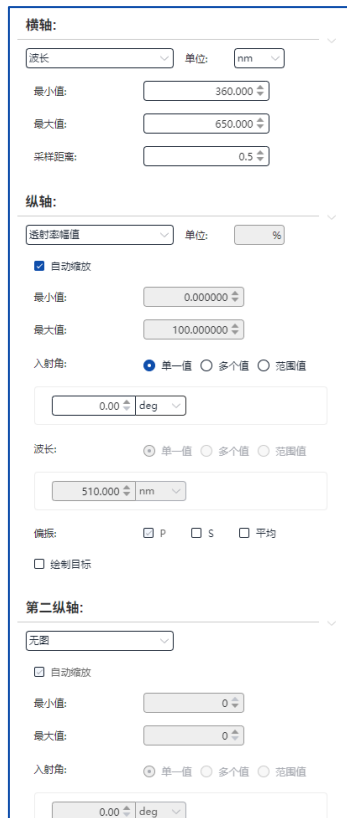 横轴:
波长 单位: nm
最小值: 360.000
最大值: 650.000
采样距离: 0.5
纵轴:
透射率幅值 单位: %
自动缩放
最小值: 0.000000
最大值: 100.000000
入射角: 单一值 多个值 范围值
0.00 deg
波长: 单一值 多个值 范围值
510.000 nm
偏振: P S 平均
绘制目标
第二纵轴:
无图
自动缩放
最小值: 0
最大值: 0
入射角: 单一值 多个值 范围值
0.00 deg